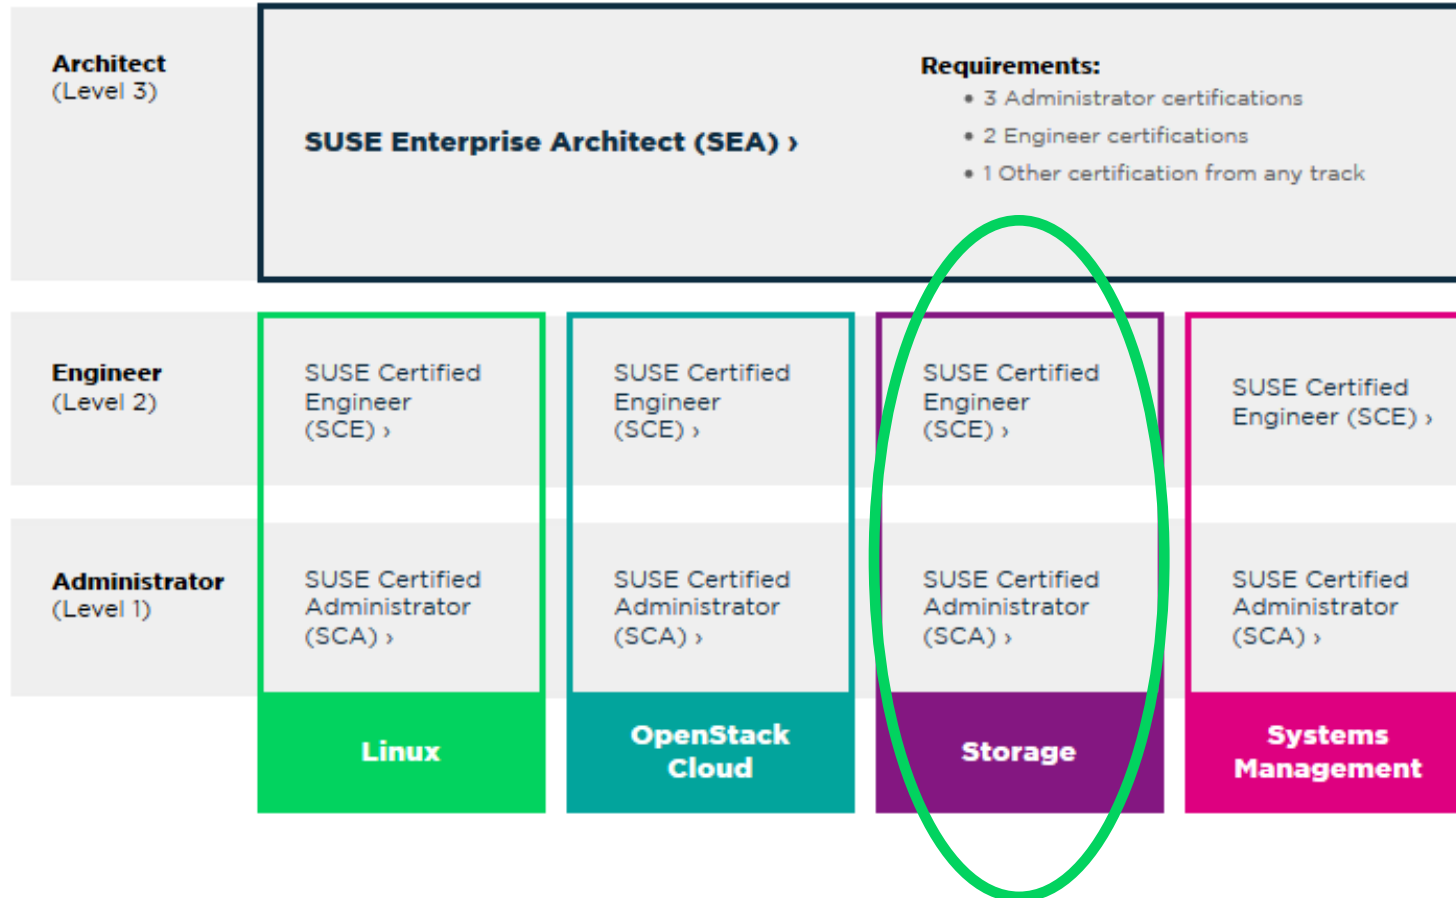 Architect
(Level 3)
SUSE Enterprise Architect (SEA) ›
Requirements:
• 3 Administrator certifications
• 2 Engineer certifications
• 1 Other certification from any track
Engineer
(Level 2)
SUSE Certified
Engineer
(SCE) ›
SUSE Certified
Engineer
(SCE) ›
SUSE Certified
Engineer
(SCE) ›
SUSE Certified
Engineer (SCE) ›
Administrator
(Level 1)
SUSE Certified
Administrator
(SCA) ›
SUSE Certified
Administrator
(SCA) ›
SUSE Certified
Administrator
(SCA) ›
SUSE Certified
Administrator
(SCA) ›
Linux
OpenStack
Cloud
Storage
Systems
Management